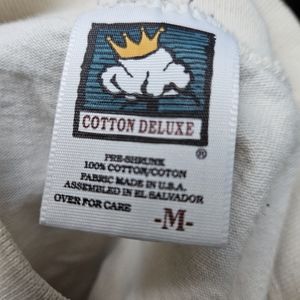 COTTON DELUXE
®
PRE-SHRUNK
100% COTTON/COTON
FABRIC MADE IN U.S.A.
ASSEMBLED IN EL SALVADOR
OVER FOR CARE
-M-